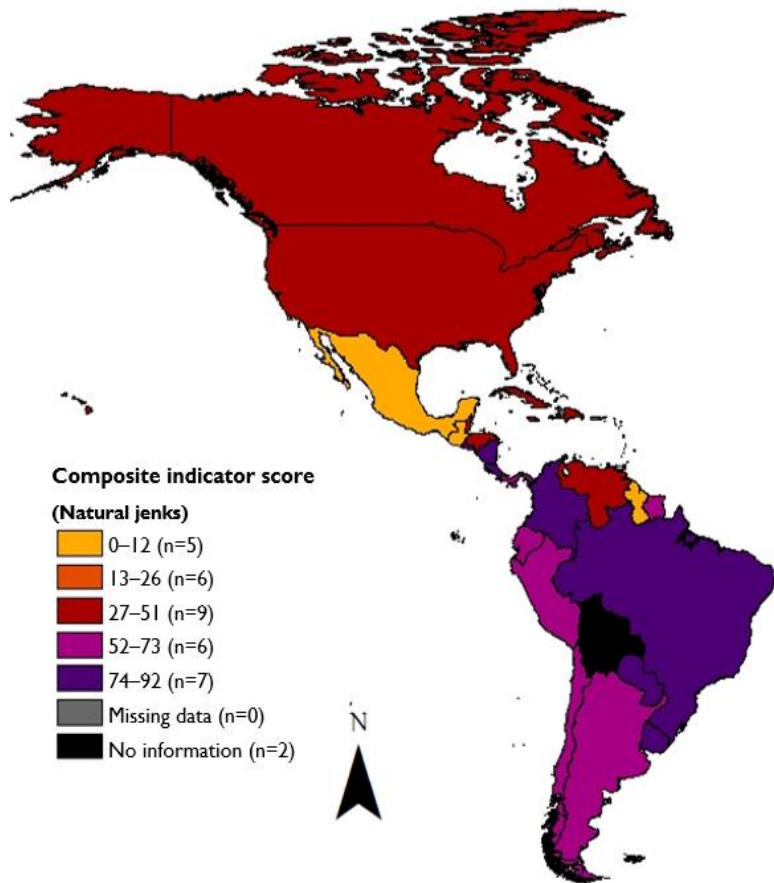 Composite indicator score
(Natural jenks)
0–12 (n=5)
13–26 (n=6)
27–51 (n=9)
52–73 (n=6)
74–92 (n=7)
Missing data (n=0)
No information (n=2)
N